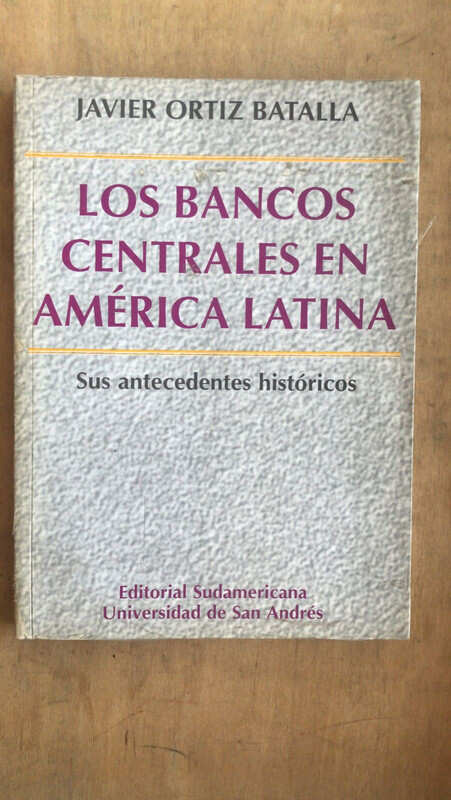 JAVIER ORTIZ BATALLA
LOS BANCOS
CENTRALES EN
AMÉRICA LATINA
Sus antecedentes históricos
Editorial Sudamericana
Universidad de San Andrés